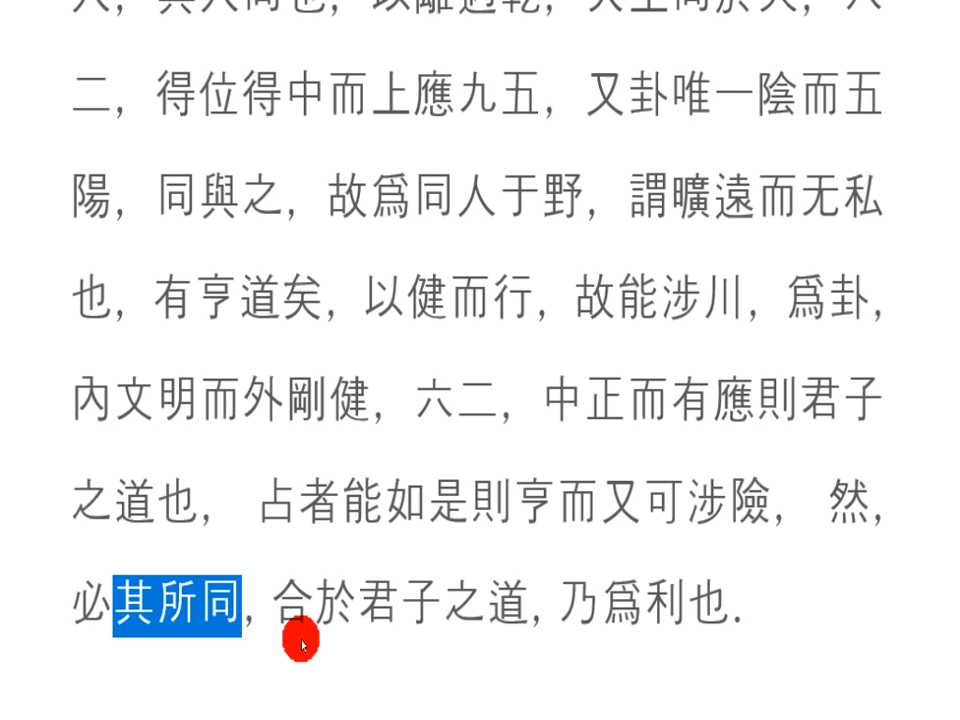 二, 得位得中而上應九五, 又卦唯一陰而五
陽, 同與之, 故爲同人于野, 謂曠遠而无私
也, 有亨道矣, 以健而行, 故能涉川, 爲卦,
內文明而外剛健, 六二, 中正而有應則君子
之道也, 占者能如是則亨而又可涉險, 然,
必其所同, 合於君子之道, 乃爲利也.